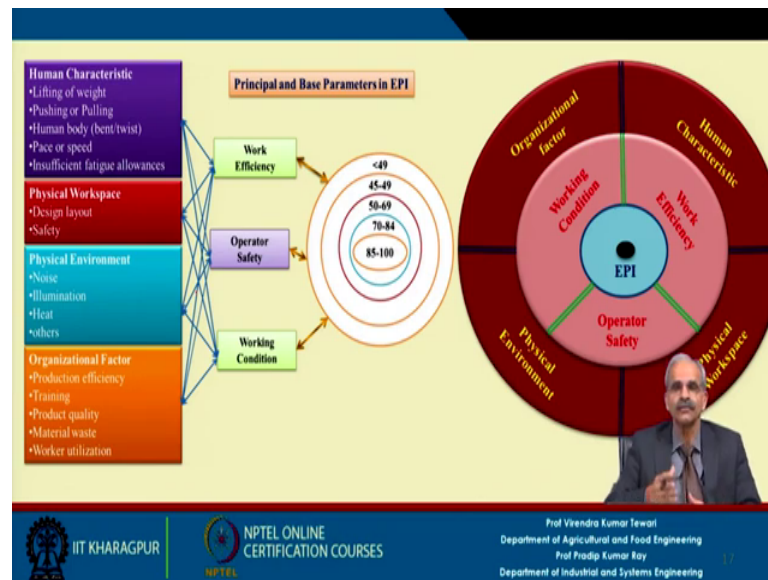 Human Characteristic
•Lifting of weight
•Pushing or Pulling
•Human body (bent/twist)
•Pace or speed
•Insufficient fatigue allowances
Physical Workspace
•Design layout
•Safety
Physical Environment
•Noise
•Illumination
•Heat
•others
Organizational Factor
•Production efficiency
•Training
•Product quality
•Material waste
•Worker utilization
Principal and Base Parameters in EPI
Work
Efficiency
Operator
Safety
Working
Condition
<49
45-49
50-69
70-84
85-100
Organizational
factor
Human
Characteristic
Working
Condition
Work
Efficiency
EPI
Operator
Safety
Physical
Environment
Physical
Workspace
IIT KHARAGPUR
NPTEL
NPTEL ONLINE
CERTIFICATION COURSES
Prof Virendra Kumar Tewari
Department of Agricultural and Food Engineering
Prof Pradip Kumar Ray
Department of Industrial and Systems Engineering
17